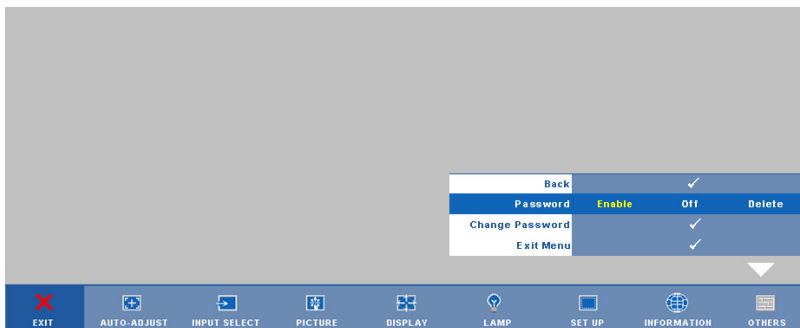 Back
Password Enable Off Delete
Change Password
Exit Menu
EXIT AUTO-ADJUST INPUT SELECT PICTURE DISPLAY LAMP SET UP INFORMATION OTHERS